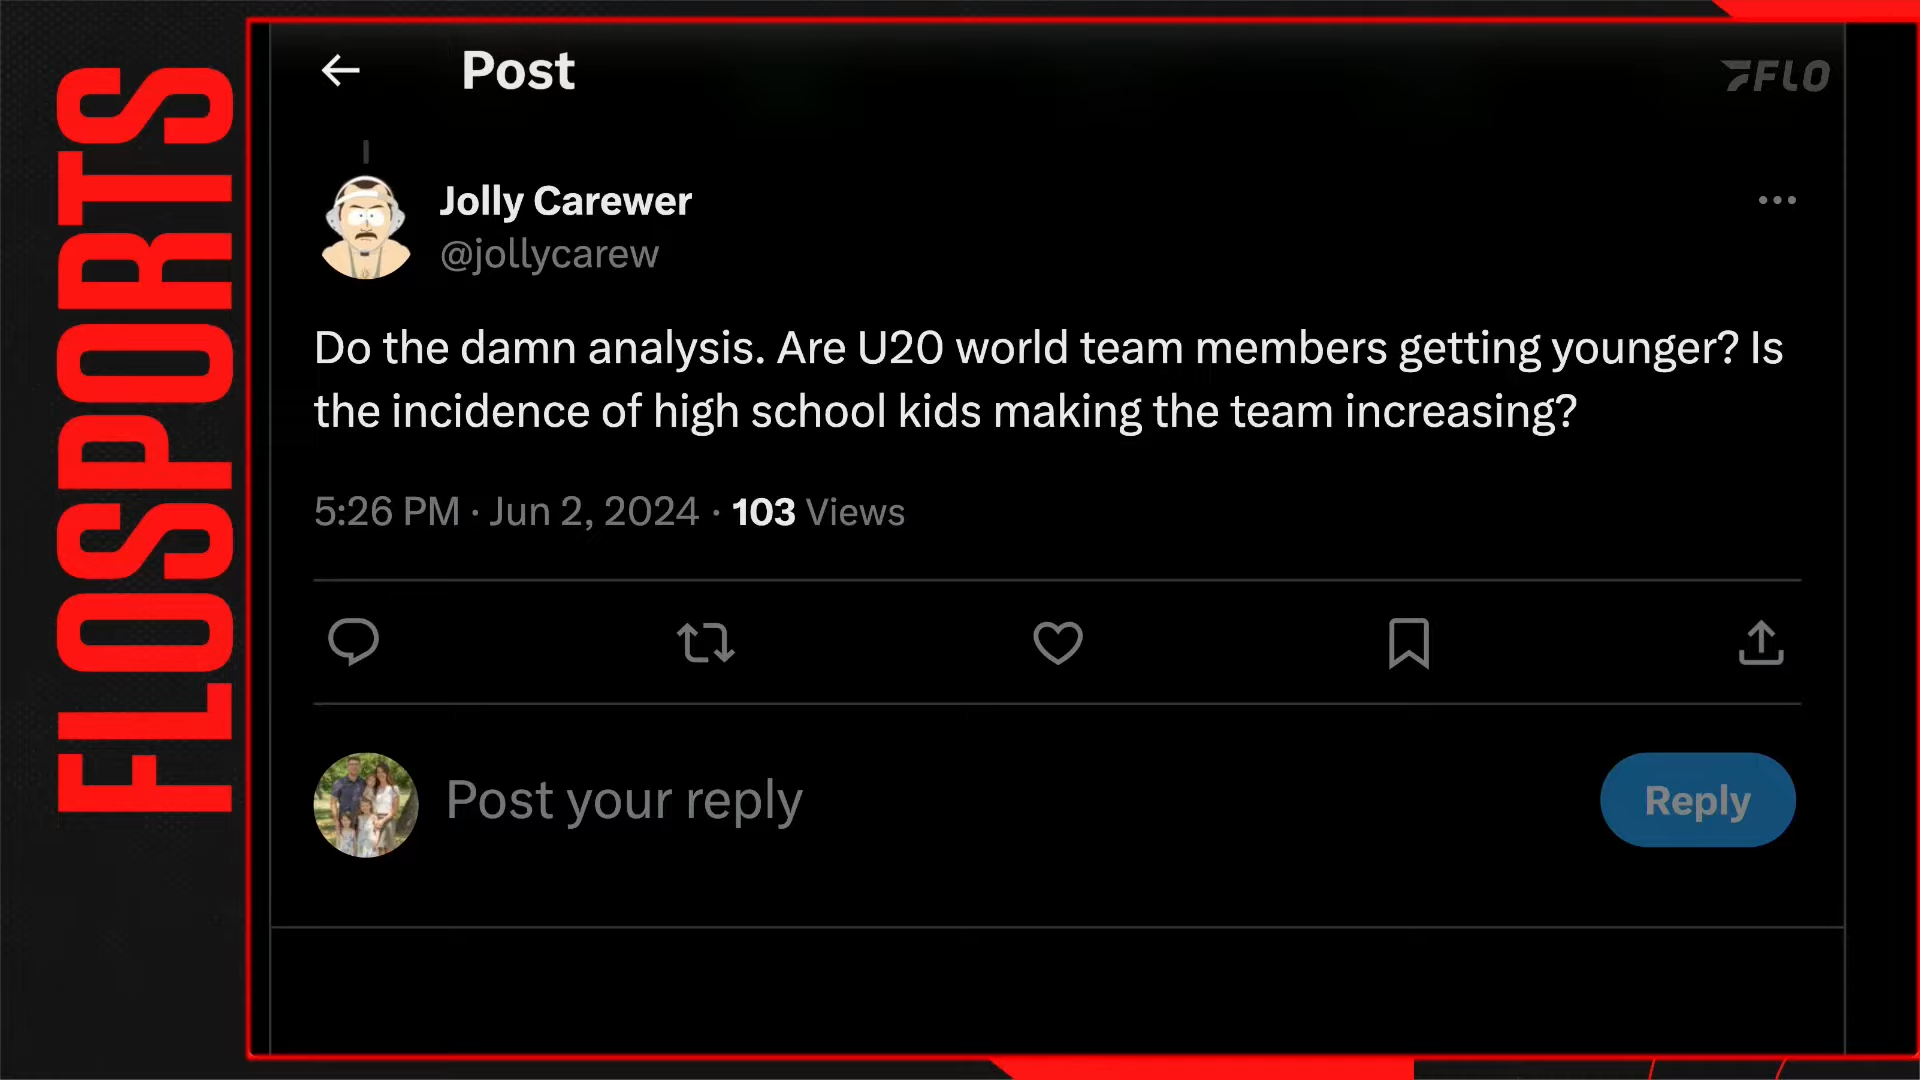 FLOSPORTS
Post
FLO
Jolly Carewer
@jollycarew
Do the damn analysis. Are U20 world team members getting younger? Is
the incidence of high school kids making the team increasing?
5:26 PM · Jun 2, 2024 · 103 Views
Post your reply
Reply